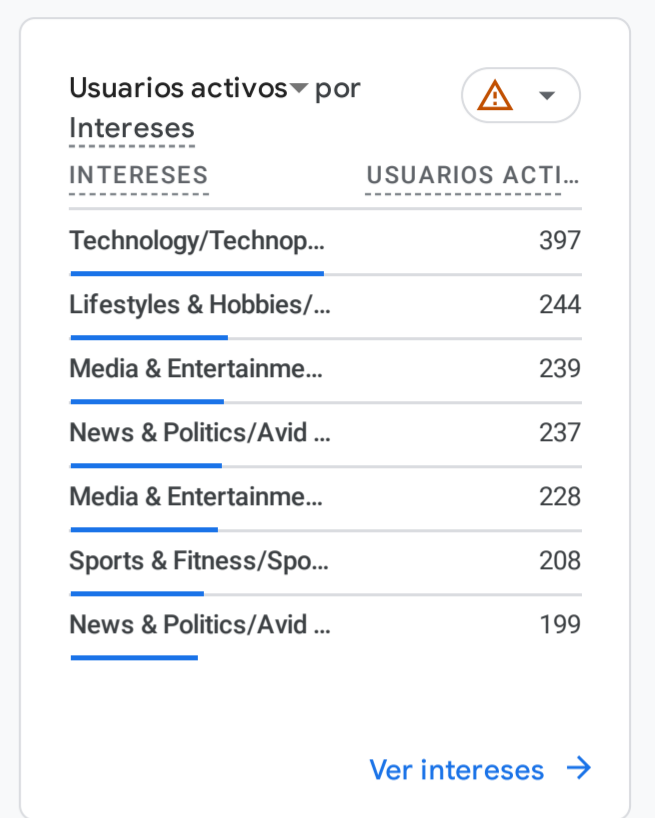 Usuarios activos por
Intereses
INTERESES USUARIOS ACTI...
Technology/Technop... 397
Lifestyles & Hobbies/... 244
Media & Entertainme... 239
News & Politics/Avid ... 237
Media & Entertainme... 228
Sports & Fitness/Spo... 208
News & Politics/Avid ... 199
Ver intereses